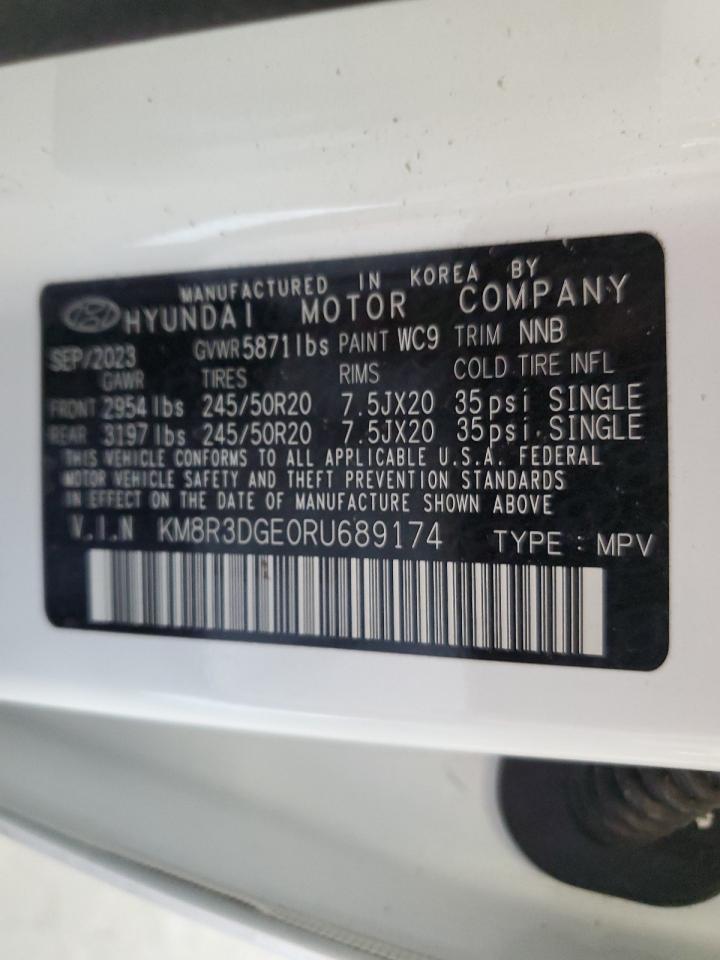 MANUFACTURED IN KOREA BY
HYUNDAI MOTOR COMPANY
SEP/2023 GVWR 5871lbs PAINT WC9 TRIM NNB
GAWR TIRES RIMS COLD TIRE INFL
FRONT 2954lbs 245/50R20 7.5JX20 35psi SINGLE
REAR 3197lbs 245/50R20 7.5JX20 35psi SINGLE
THIS VEHICLE CONFORMS TO ALL APPLICABLE U.S.A. FEDERAL
MOTOR VEHICLE SAFETY AND THEFT PREVENTION STANDARDS
IN EFFECT ON THE DATE OF MANUFACTURE SHOWN ABOVE
V.I.N KM8R3DGE0RU689174 TYPE : MPV